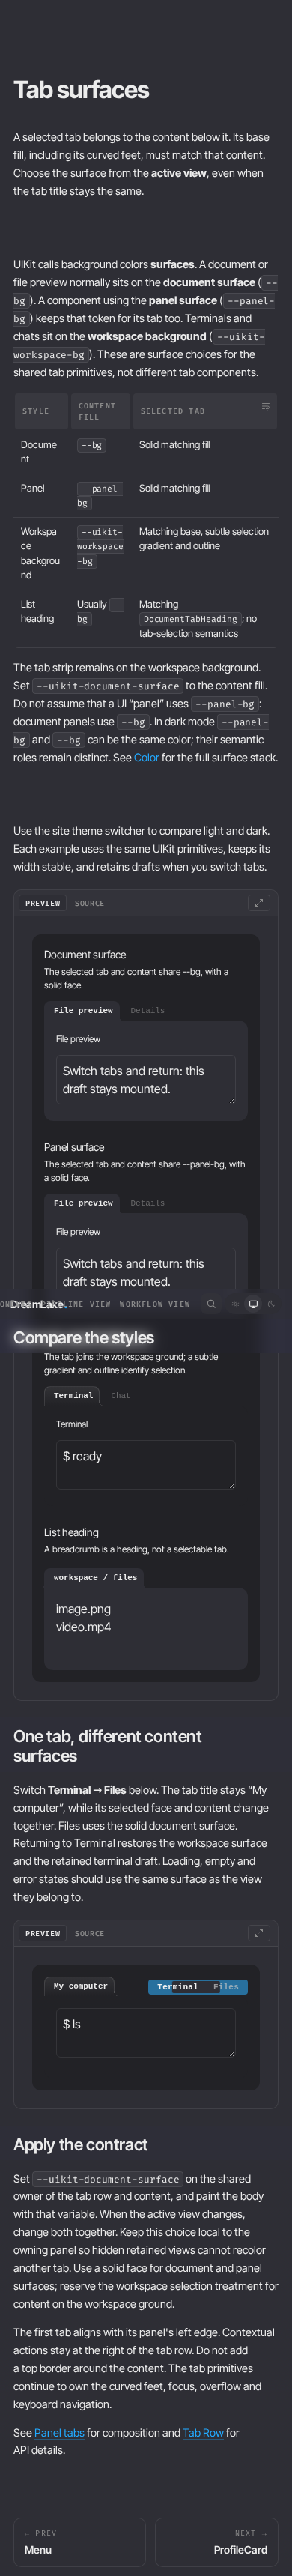 Tab surfaces
A selected tab belongs to the content below it. Its base
fill, including its curved feet, must match that content.
Choose the surface from the active view, even when
the tab title stays the same.
UIKit calls background colors surfaces. A document or
file preview normally sits on the document surface (--
bg). A component using the panel surface (--panel-
bg) keeps that token for its tab too. Terminals and
chats sit on the workspace background (--uikit-
workspace-bg). These are surface choices for the
shared tab primitives, not different tab components.
STYLE CONTENT FILL SELECTED TAB
Docume
nt
--bg
Solid matching fill
Panel
--panel-
bg
Solid matching fill
Workspa
ce
backgrou
nd
--uikit-
workspace
-bg
Matching base, subtle selection
gradient and outline
List
heading
Usually --
bg
Matching
DocumentTabHeading; no
tab-selection semantics
The tab strip remains on the workspace background.
Set --uikit-document-surface to the content fill.
Do not assume that a UI “panel” uses --panel-bg:
document panels use --bg. In dark mode --panel-
bg and --bg can be the same color; their semantic
roles remain distinct. See Color for the full surface stack.
Use the site theme switcher to compare light and dark.
Each example uses the same UIKit primitives, keeps its
width stable, and retains drafts when you switch tabs.
PREVIEW SOURCE
Document surface
The selected tab and content share --bg, with a
solid face.
File preview Details
File preview
Switch tabs and return: this
draft stays mounted.
Panel surface
The selected tab and content share --panel-bg, with
a solid face.
File preview Details
File preview
Switch tabs and return: this
draft stays mounted.
DreamLake
LINE VIEW WORKFLOW VIEW
Compare the styles
The tab joins the workspace ground; a subtle
gradient and outline identify selection.
Terminal Chat
Terminal
$ ready
List heading
A breadcrumb is a heading, not a selectable tab.
workspace / files
image.png
video.mp4
One tab, different content
surfaces
Switch Terminal → Files below. The tab title stays “My
computer”, while its selected face and content change
together. Files uses the solid document surface.
Returning to Terminal restores the workspace surface
and the retained terminal draft. Loading, empty and
error states should use the same surface as the view
they belong to.
PREVIEW SOURCE
My computer Terminal Files
$ ls
Apply the contract
Set --uikit-document-surface on the shared
owner of the tab row and content, and paint the body
with that variable. When the active view changes,
change both together. Keep this choice local to the
owning panel so hidden retained views cannot recolor
another tab. Use a solid face for document and panel
surfaces; reserve the workspace selection treatment for
content on the workspace ground.
The first tab aligns with its panel's left edge. Contextual
actions stay at the right of the tab row. Do not add
a top border around the content. The tab primitives
continue to own the curved feet, focus, overflow and
keyboard navigation.
See Panel tabs for composition and Tab Row for
API details.
← PREV
Menu
NEXT →
ProfileCard